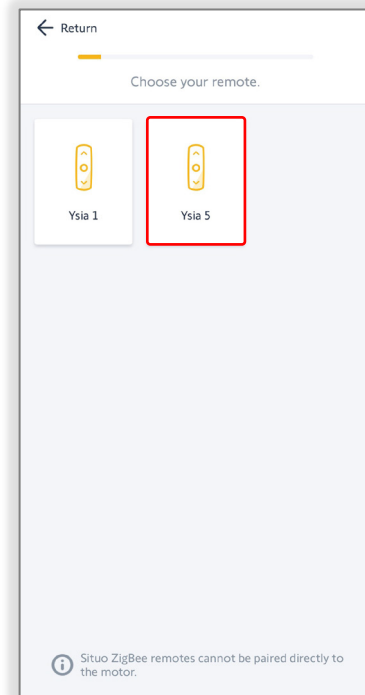 Return
Choose your remote.
Ysia 1
Ysia 5
Situo ZigBee remotes cannot be paired directly to
the motor.